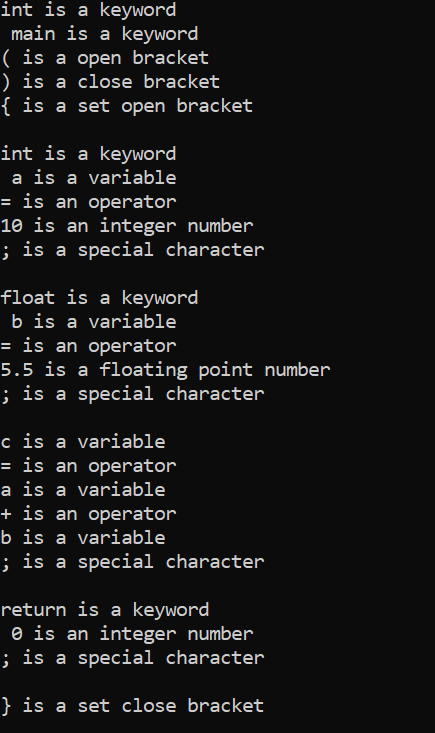 int is a keyword
 main is a keyword
( is a open bracket
) is a close bracket
{ is a set open bracket

int is a keyword
 a is a variable
= is an operator
10 is an integer number
; is a special character

float is a keyword
 b is a variable
= is an operator
5.5 is a floating point number
; is a special character

c is a variable
= is an operator
a is a variable
+ is an operator
b is a variable
; is a special character

return is a keyword
 0 is an integer number
; is a special character

} is a set close bracket